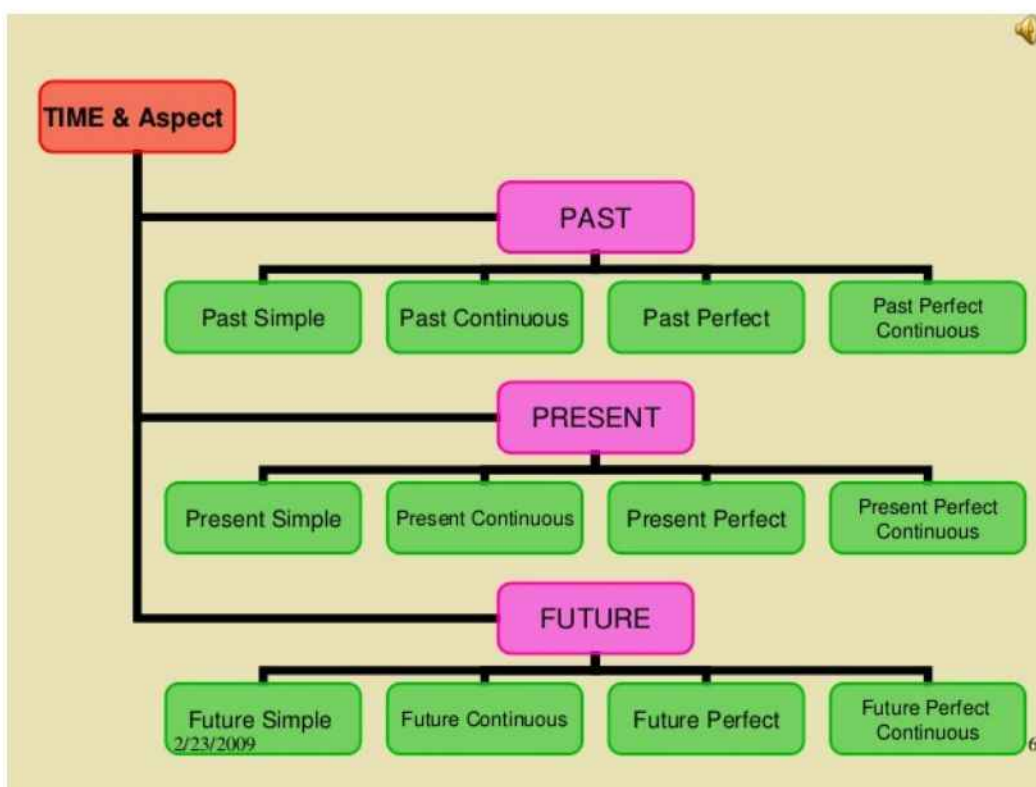 TIME & Aspect
PAST
Past Simple
Past Continuous
Past Perfect
Past Perfect
Continuous
PRESENT
Present Simple
Present Continuous
Present Perfect
Present Perfect
Continuous
FUTURE
Future Simple
Future Continuous
Future Perfect
Future Perfect
Continuous
2/23/2009
6